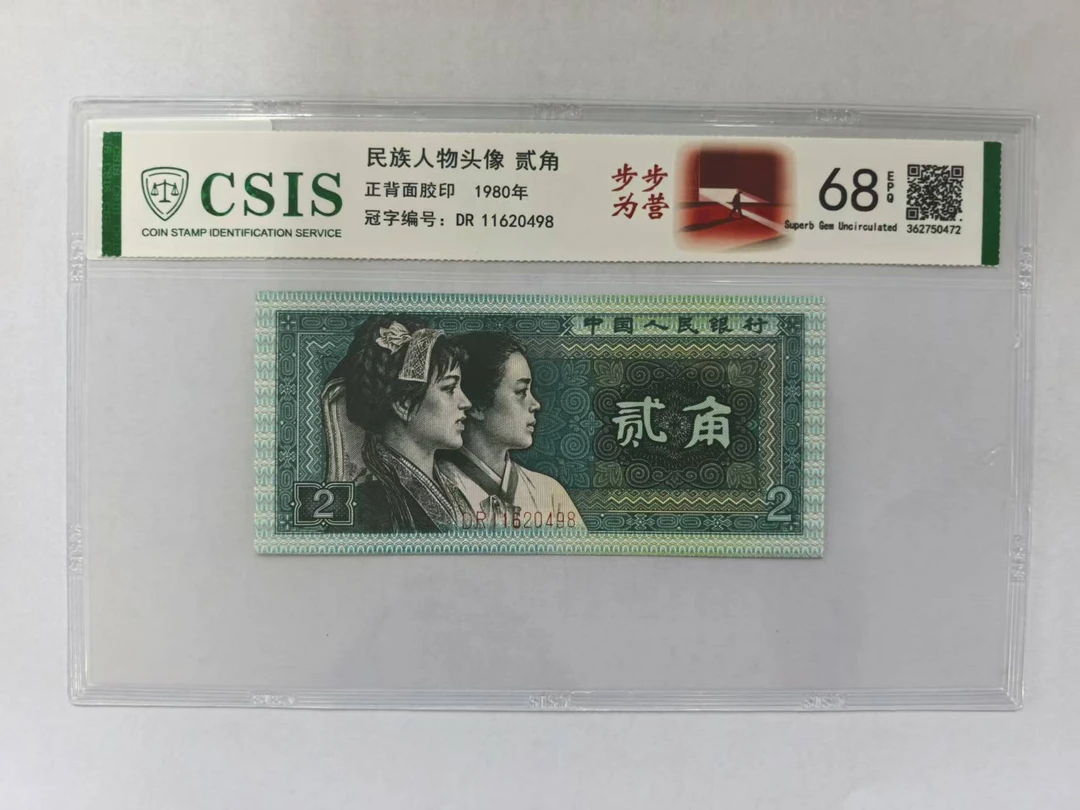 CSIS
COIN STAMP IDENTIFICATION SERVICE
民族人物头像 贰角
正背面胶印 1980年
冠字编号: DR 11620498
步步
为营
68
EPQ
Superb Gem Uncirculated
362750472
中国人民银行
贰角
2
2
DR11620498